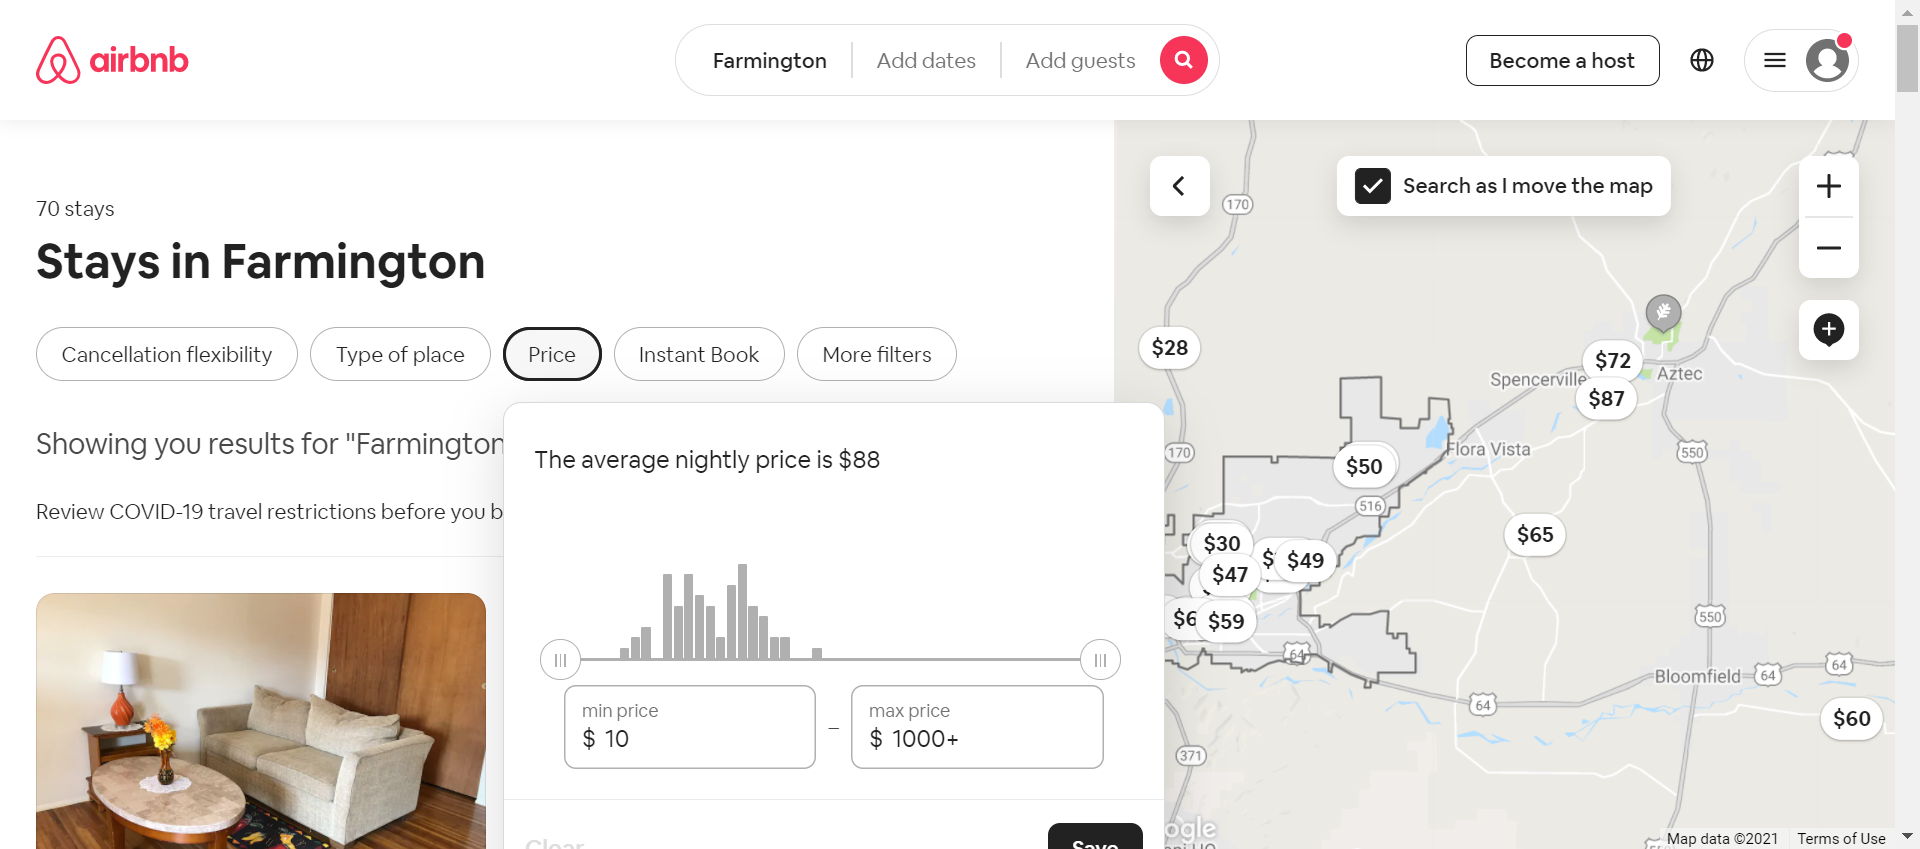 airbnb
Farmington
Add dates
Add guests
Become a host
70 stays
Stays in Farmington
Cancellation flexibility
Type of place
Price
Instant Book
More filters
Showing you results for "Farmington
Review COVID-19 travel restrictions before you b
The average nightly price is $88
min price
$ 10
–
max price
$ 1000+
Clear
Save
Search as I move the map
170
$28
$72
Spencerville
Aztec
$87
170
Flora Vista
550
$50
516
$65
$30
$49
$47
$6
$59
550
64
Bloomfield
64
64
64
$60
371
Map data ©2021
Terms of Use